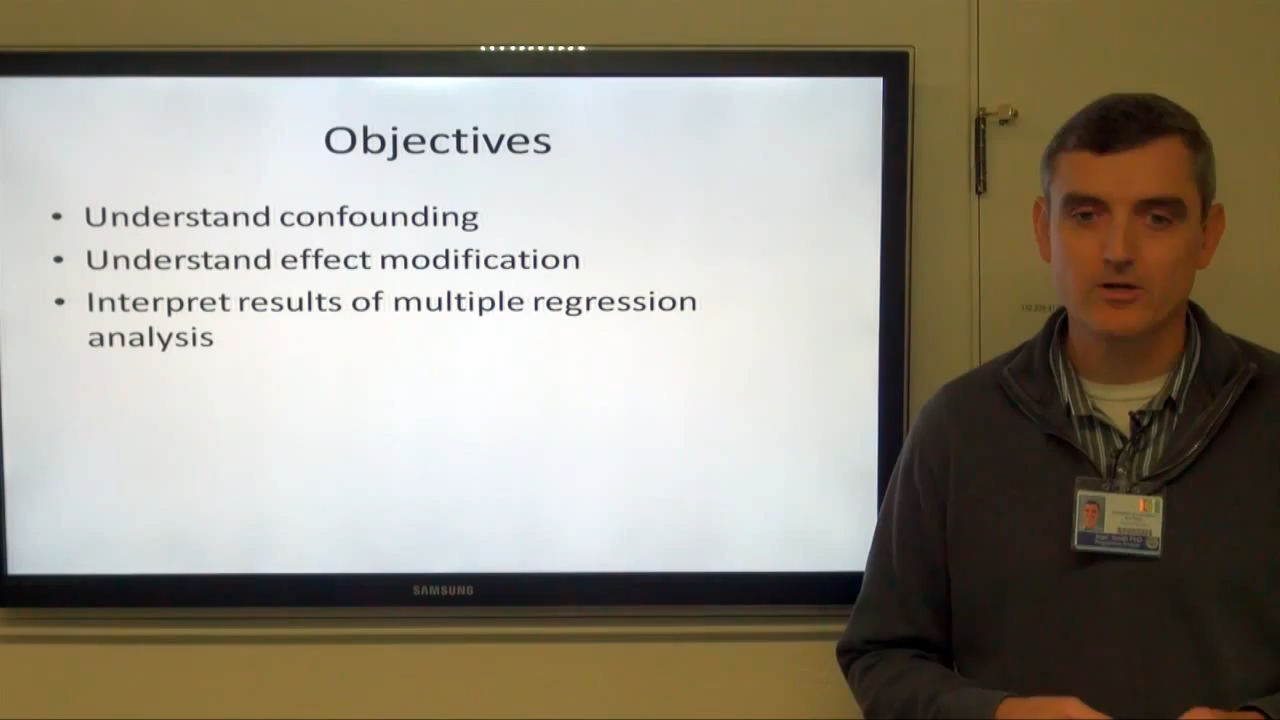 Objectives
• Understand confounding
• Understand effect modification
• Interpret results of multiple regression
analysis
SAMSUNG